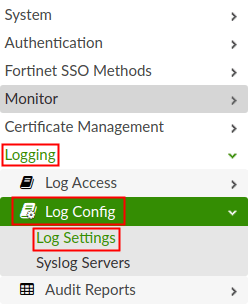 System
Authentication
Fortinet SSO Methods
Monitor
Certificate Management
Logging
Log Access
Log Config
Log Settings
Syslog Servers
Audit Reports